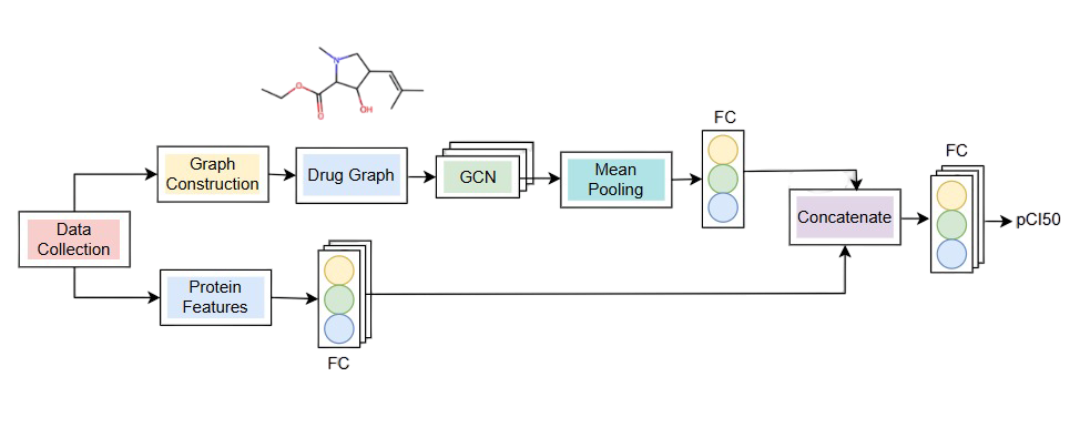 N
O
O
OH
FC
FC
Graph
Construction
Drug Graph
GCN
Mean
Pooling
Data
Collection
Concatenate
pCI50
Protein
Features
FC